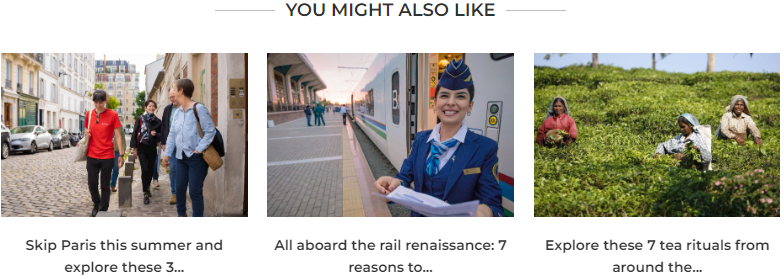 YOU MIGHT ALSO LIKE
Skip Paris this summer and
explore these 3...
All aboard the rail renaissance: 7
reasons to...
Explore these 7 tea rituals from
around the...